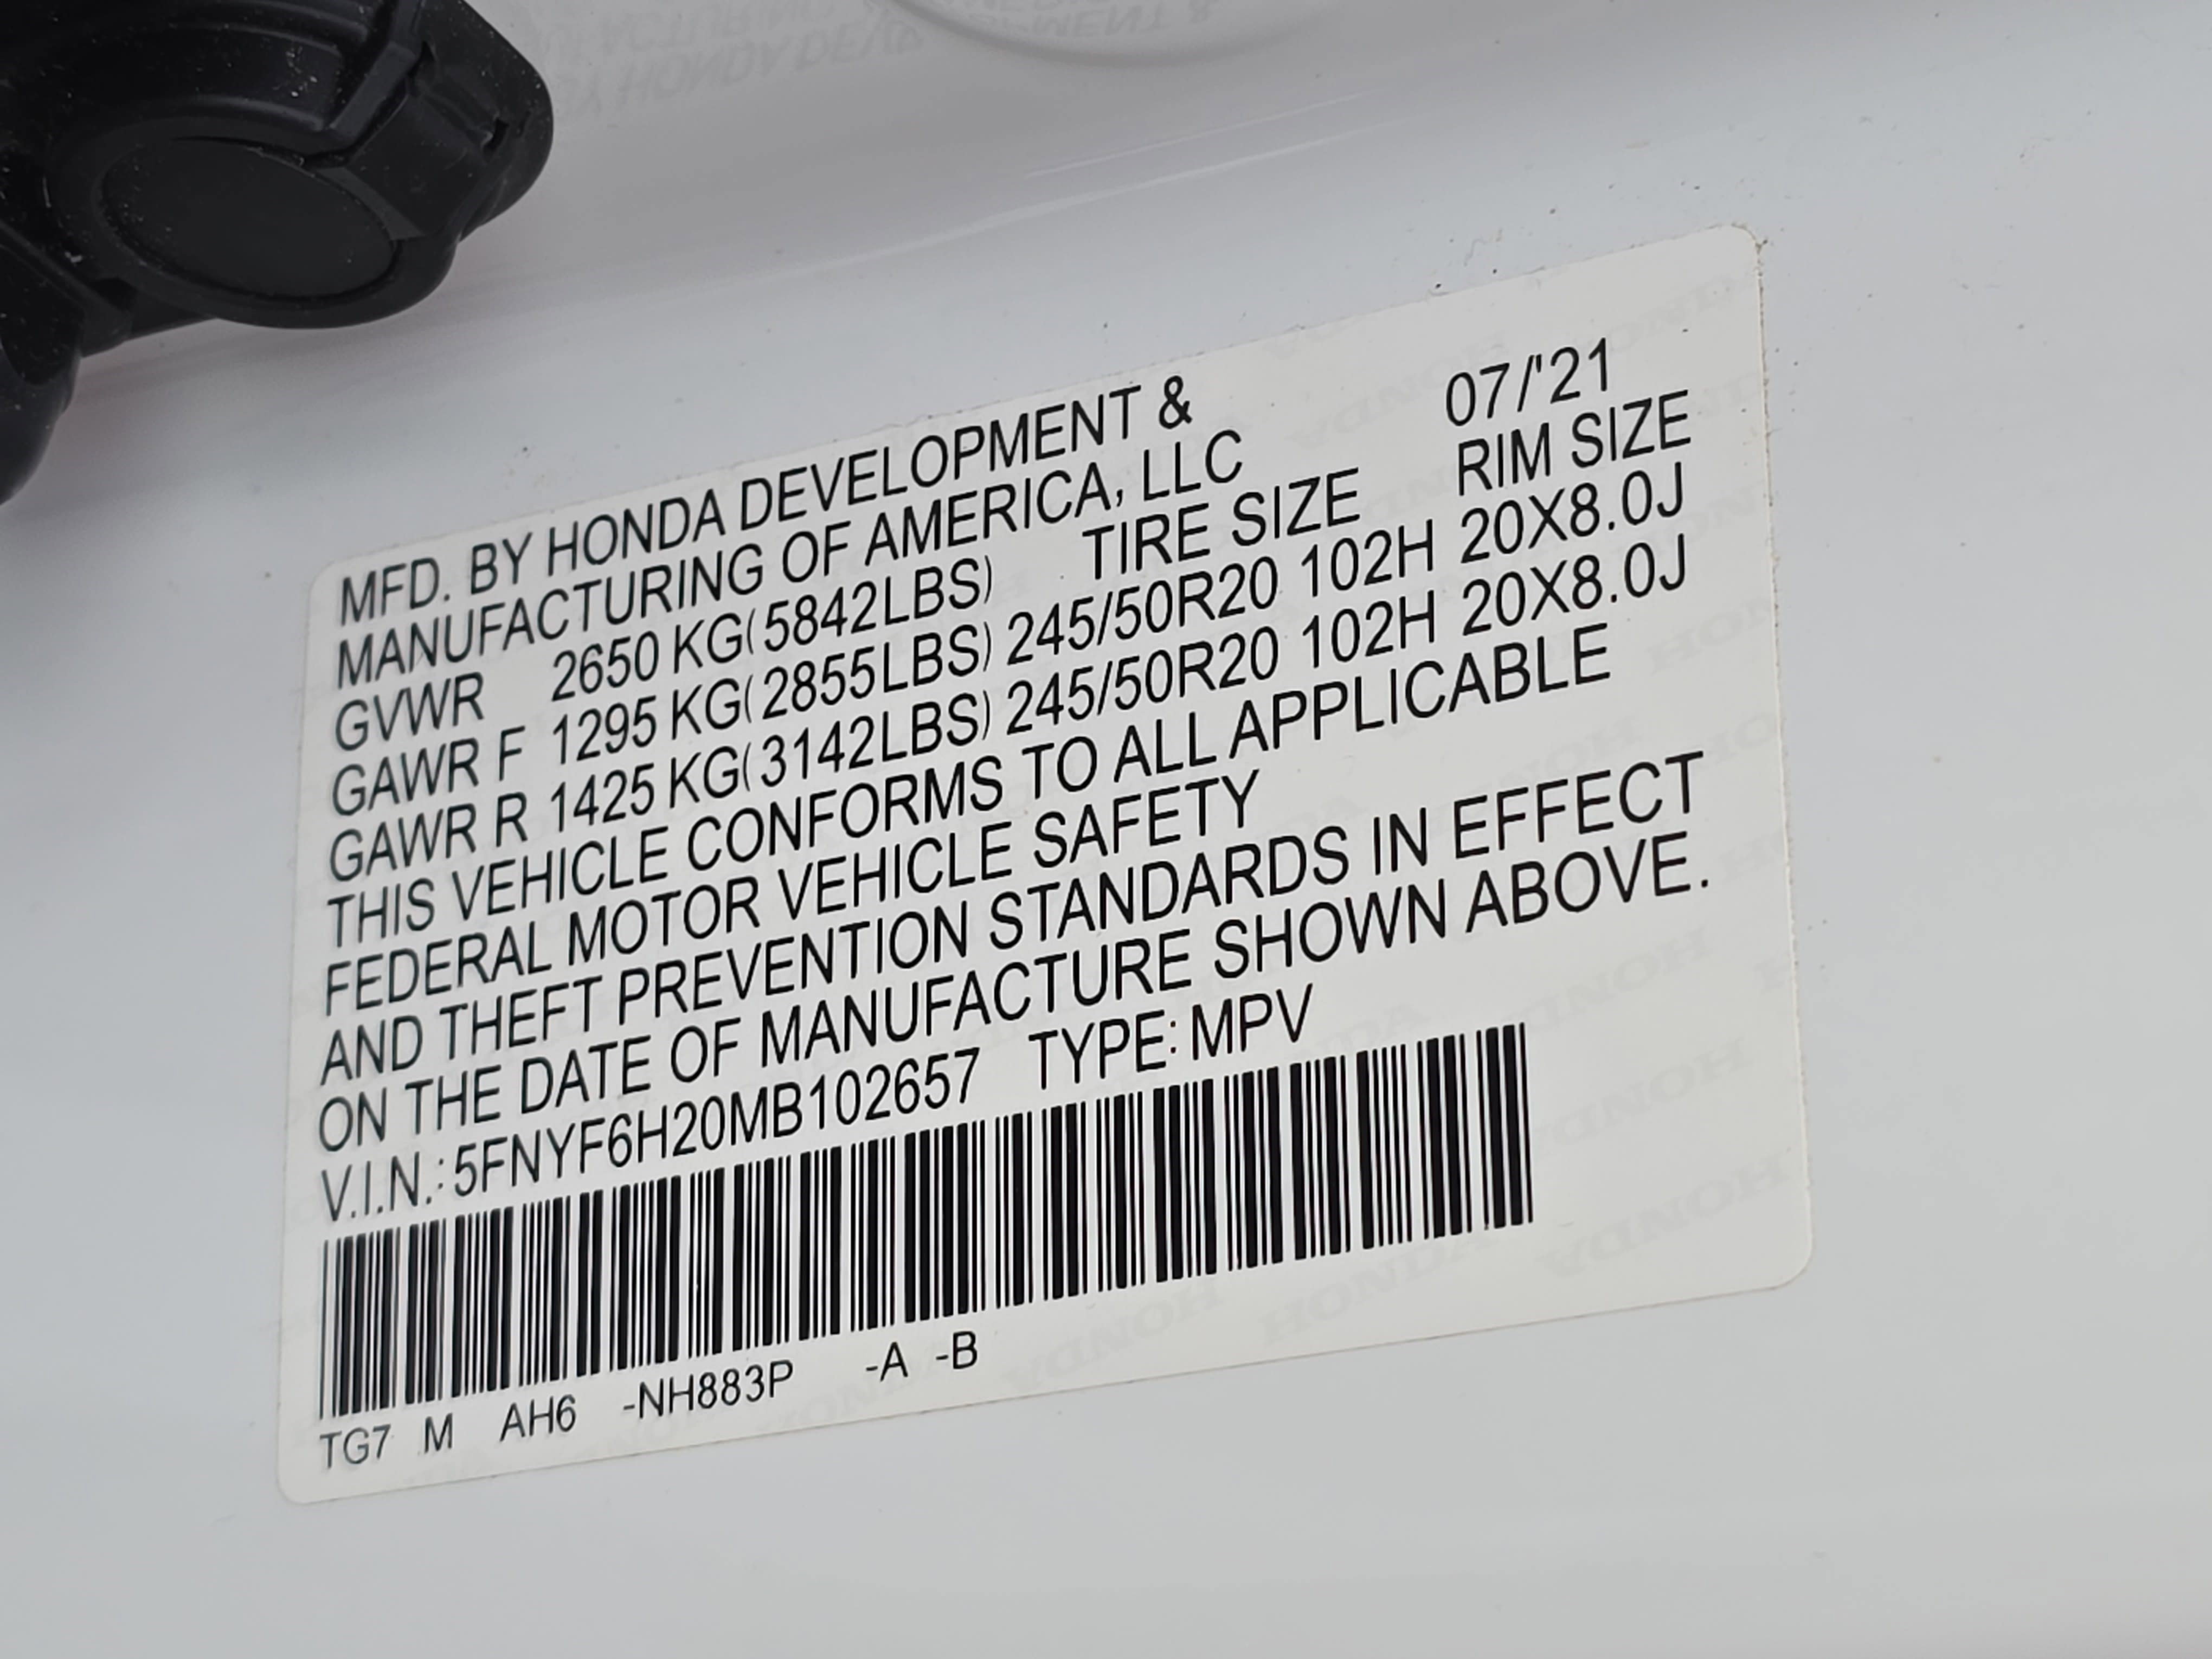 MFD. BY HONDA DEVELOPMENT &
MANUFACTURING OF AMERICA, LLC 07/'21
GVWR 2650 KG(5842LBS) TIRE SIZE RIM SIZE
GAWR F 1295 KG(2855LBS) 245/50R20 102H 20X8.0J
GAWR R 1425 KG(3142LBS) 245/50R20 102H 20X8.0J
THIS VEHICLE CONFORMS TO ALL APPLICABLE
FEDERAL MOTOR VEHICLE SAFETY
AND THEFT PREVENTION STANDARDS IN EFFECT
ON THE DATE OF MANUFACTURE SHOWN ABOVE.
V.I.N.: 5FNYF6H20MB102657 TYPE: MPV
TG7 M AH6 -NH883P -A -B